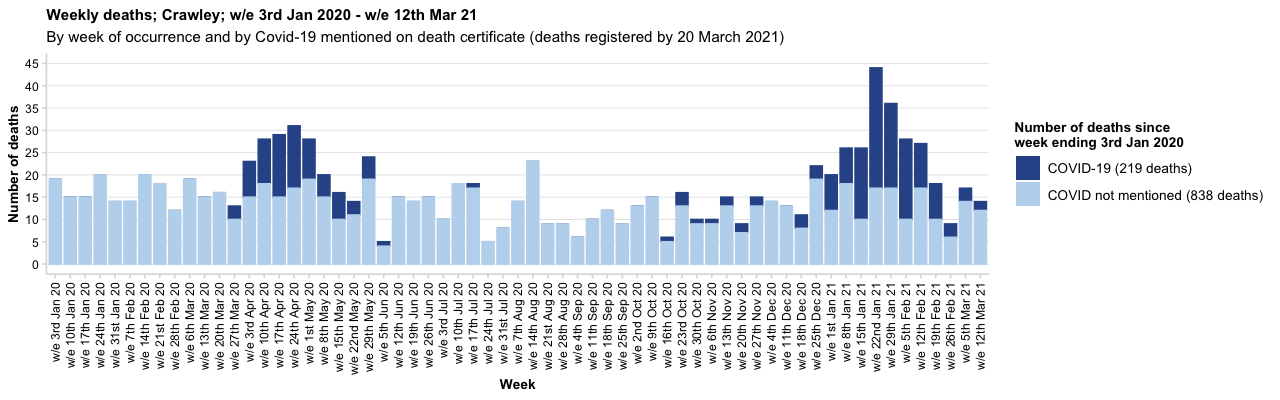 Weekly deaths; Crawley; w/e 3rd Jan 2020 - w/e 12th Mar 21
By week of occurrence and by Covid-19 mentioned on death certificate (deaths registered by 20 March 2021)
Number of deaths
45
40
35
30
25
20
15
10
5
0
w/e 3rd Jan 20
w/e 10th Jan 20
w/e 17th Jan 20
w/e 24th Jan 20
w/e 31st Jan 20
w/e 7th Feb 20
w/e 14th Feb 20
w/e 21st Feb 20
w/e 28th Feb 20
w/e 6th Mar 20
w/e 13th Mar 20
w/e 20th Mar 20
w/e 27th Mar 20
w/e 3rd Apr 20
w/e 10th Apr 20
w/e 17th Apr 20
w/e 24th Apr 20
w/e 1st May 20
w/e 8th May 20
w/e 15th May 20
w/e 22nd May 20
w/e 29th May 20
w/e 5th Jun 20
w/e 12th Jun 20
w/e 19th Jun 20
w/e 26th Jun 20
w/e 3rd Jul 20
w/e 10th Jul 20
w/e 17th Jul 20
w/e 24th Jul 20
w/e 31st Jul 20
w/e 7th Aug 20
w/e 14th Aug 20
w/e 21st Aug 20
w/e 28th Aug 20
w/e 4th Sep 20
w/e 11th Sep 20
w/e 18th Sep 20
w/e 25th Sep 20
w/e 2nd Oct 20
w/e 9th Oct 20
w/e 16th Oct 20
w/e 23rd Oct 20
w/e 30th Oct 20
w/e 6th Nov 20
w/e 13th Nov 20
w/e 20th Nov 20
w/e 27th Nov 20
w/e 4th Dec 20
w/e 11th Dec 20
w/e 18th Dec 20
w/e 25th Dec 20
w/e 1st Jan 21
w/e 8th Jan 21
w/e 15th Jan 21
w/e 22nd Jan 21
w/e 29th Jan 21
w/e 5th Feb 21
w/e 12th Feb 21
w/e 19th Feb 21
w/e 26th Feb 21
w/e 5th Mar 21
w/e 12th Mar 21
Week
Number of deaths since
week ending 3rd Jan 2020
COVID-19 (219 deaths)
COVID not mentioned (838 deaths)